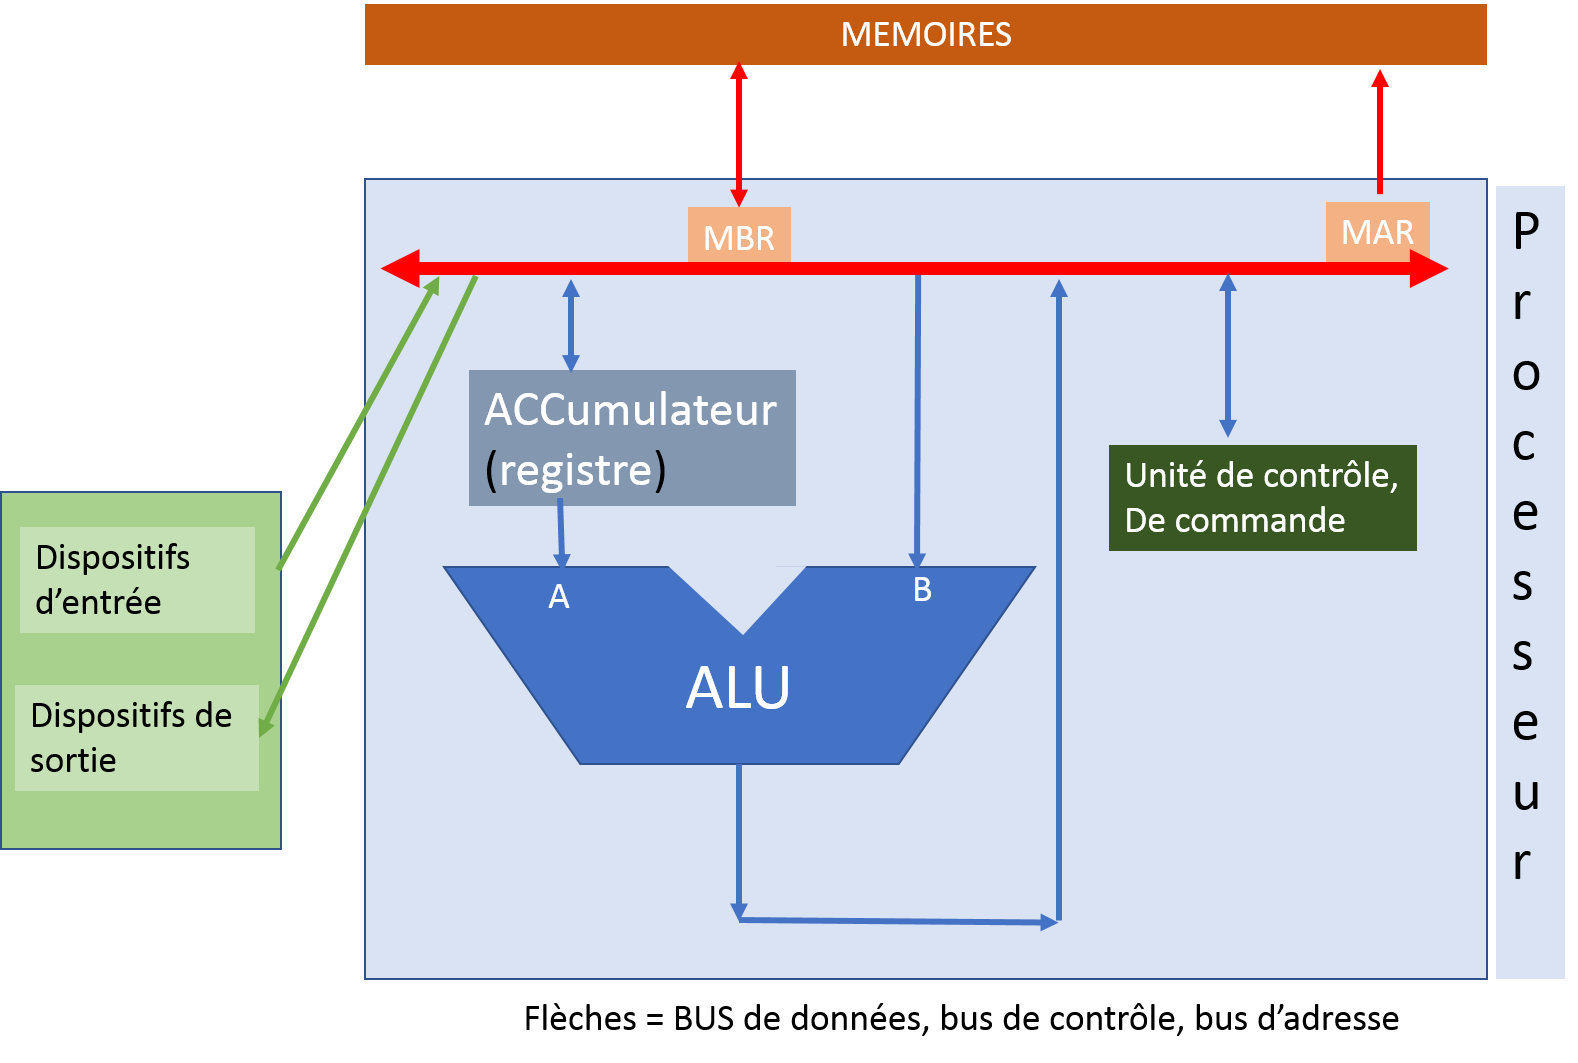 MEMOIRES
MBR
MAR
Processeur
ACCumulateur
(registre)
Unité de contrôle,
De commande
Dispositifs
d'entrée
A
B
ALU
Dispositifs de
sortie
Flèches = BUS de données, bus de contrôle, bus d'adresse